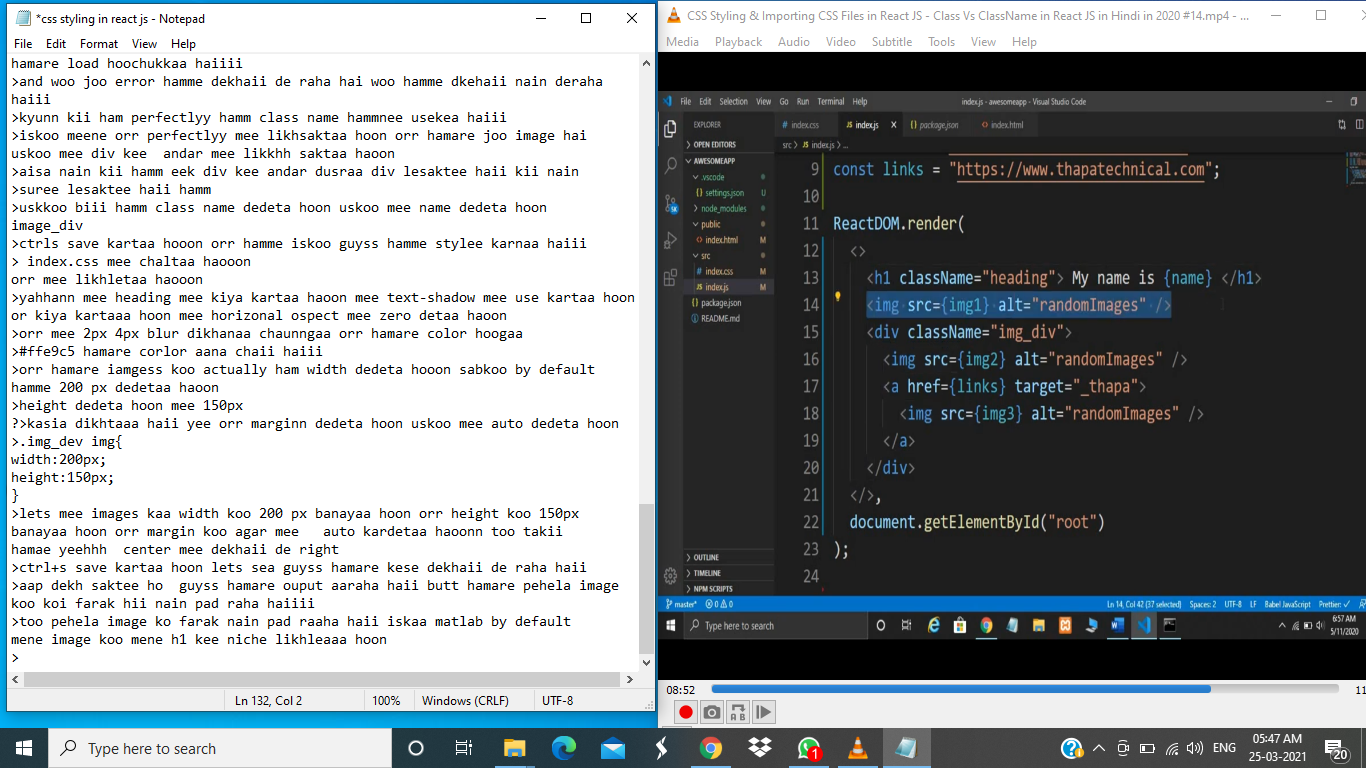 *css styling in react js - Notepad
File Edit Format View Help
hamare load hoochukkaa haiiii
>and woo joo error hamme dekhaii de raha hai woo hamme dkehaii nain deraha
haiii
>kyunn kii ham perfectlyy hamm class name hammnee usekea haiii
>iskoo meene orr perfectlyy mee likhsaktaa hoon orr hamare joo image hai
uskoo mee div kee  andar mee likkhh saktaa haoon
>aisa nain kii hamm eek div kee andar dusraa div lesaktee haii kii nain
>suree lesaktee haii hamm
>uskkoo biii hamm class name dedeta hoon uskoo mee name dedeta hoon
image_div
>ctrls save kartaa hooon orr hamme iskoo guyss hamme stylee karnaa haiii
> index.css mee chaltaa haooon
orr mee likhletaa haooon
>yahhann mee heading mee kiya kartaa haoon mee text-shadow mee use kartaa hoon
or kiya kartaaa hoon mee horizonal ospect mee zero detaa haoon
>orr mee 2px 4px blur dikhanaa chaunngaa orr hamare color hoogaa
>#ffe9c5 hamare corlor aana chaii haiii
>orr hamare iamgess koo actually ham width dedeta hooon sabkoo by default
hamme 200 px dedetaa haoon
>height dedeta hoon mee 150px
?>kasia dikhtaaa haii yee orr marginn dedeta hoon uskoo mee auto dedeta hoon
>.img_dev img{
width:200px;
height:150px;
}
>lets mee images kaa width koo 200 px banayaa hoon orr height koo 150px
banayaa hoon orr margin koo agar mee   auto kardetaa haoonn too takii
hamae yeehhh  center mee dekhaii de right
>ctrl+s save kartaa hoon lets sea guyss hamare kese dekhaii de raha haii
>aap dekh saktee ho  guyss hamare ouput aaraha haii butt hamare pehela image
koo koi farak hii nain pad raha haiiii
>too pehela image ko farak nain pad raaha haii iskaa matlab by default
mene image koo mene h1 kee niche likhleaaa hoon
>
Ln 132, Col 2 100% Windows (CRLF) UTF-8
CSS Styling & Importing CSS Files in React JS - Class Vs ClassName in React JS in Hindi in 2020 #14.mp4 - ...
Media Playback Audio Video Subtitle Tools View Help
File Edit Selection View Go Run Terminal Help
index.js - awesomeapp - Visual Studio Code
EXPLORER
# index.css JS index.js X {} package.json <> index.html
OPEN EDITORS
src > JS index.js > ...
AWESOMEAPP
.vscode
{} settings.json U
node_modules
public
<> index.html M
src
# index.css M
JS index.js M
{} package.json
README.md
OUTLINE
TIMELINE
NPM SCRIPTS
9 const links = "https://www.thapatechnical.com";
10
11 ReactDOM.render(
12 <>
13 <h1 className="heading"> My name is {name} </h1>
14 <img src={img1} alt="randomImages" />
15 <div className="img_div">
16 <img src={img2} alt="randomImages" />
17 <a href={links} target="_thapa">
18 <img src={img3} alt="randomImages" />
19 </a>
20 </div>
21 </>,
22 document.getElementById("root")
23 );
24
master* 0 0 Ln 14, Col 42 (37 selected) Spaces: 2 UTF-8 LF Babel JavaScript Prettier: ✓
Type here to search
6:57 AM
5/11/2020
08:52
11
Type here to search
1
ENG
05:47 AM
25-03-2021
20